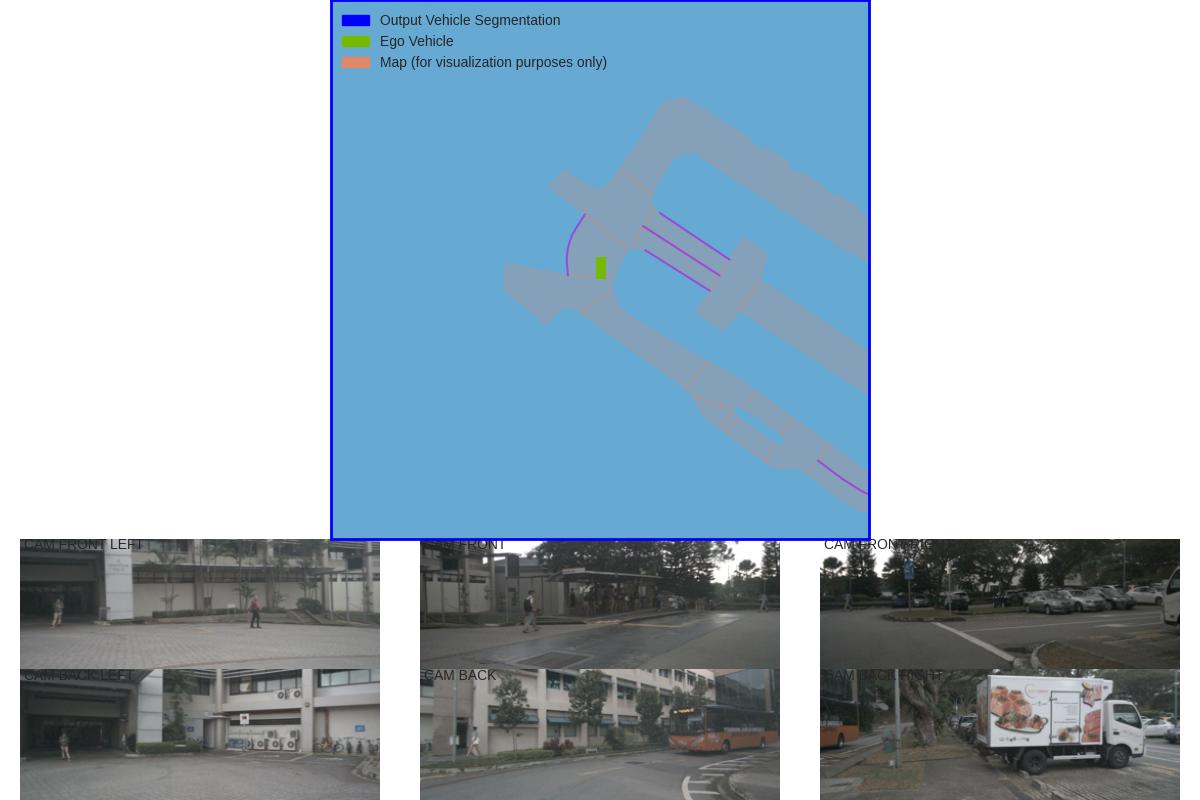 Output Vehicle Segmentation
Ego Vehicle
Map (for visualization purposes only)
CAM FRONT LEFT
CAM FRONT
CAM FRONT RIGHT
CAM BACK LEFT
CAM BACK
CAM BACK RIGHT